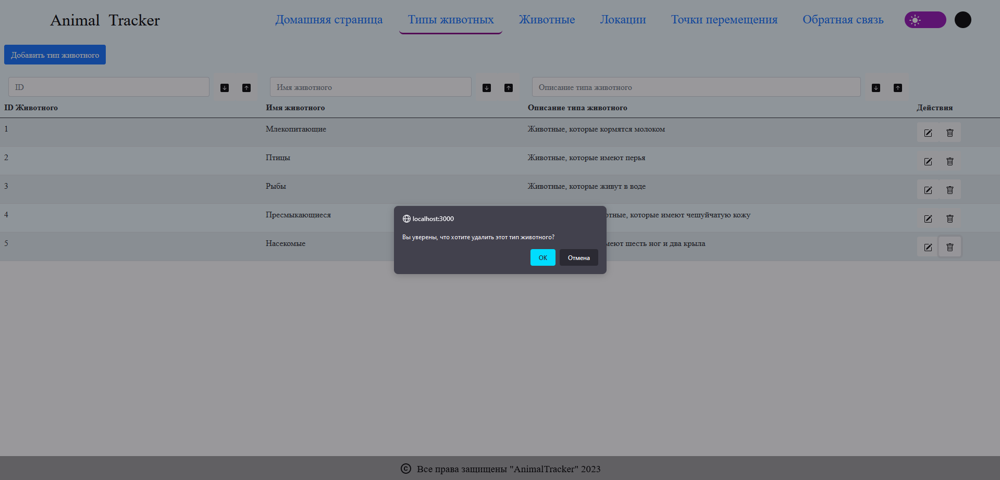 Animal Tracker
Домашняя страница
Типы животных
Животные
Локации
Точки перемещения
Обратная связь
Добавить тип животного
ID
Имя животного
Описание типа животного
ID Животного
Имя животного
Описание типа животного
Действия
1
Млекопитающие
Животные, которые кормятся молоком
2
Птицы
Животные, которые имеют перья
3
Рыбы
Животные, которые живут в воде
4
Пресмыкающиеся
которые имеют чешуйчатую кожу
5
Насекомые
шесть ног и два крыла
localhost:3000
Вы уверены, что хотите удалить этот тип животного?
OK
Отмена
© Все права защищены "AnimalTracker" 2023